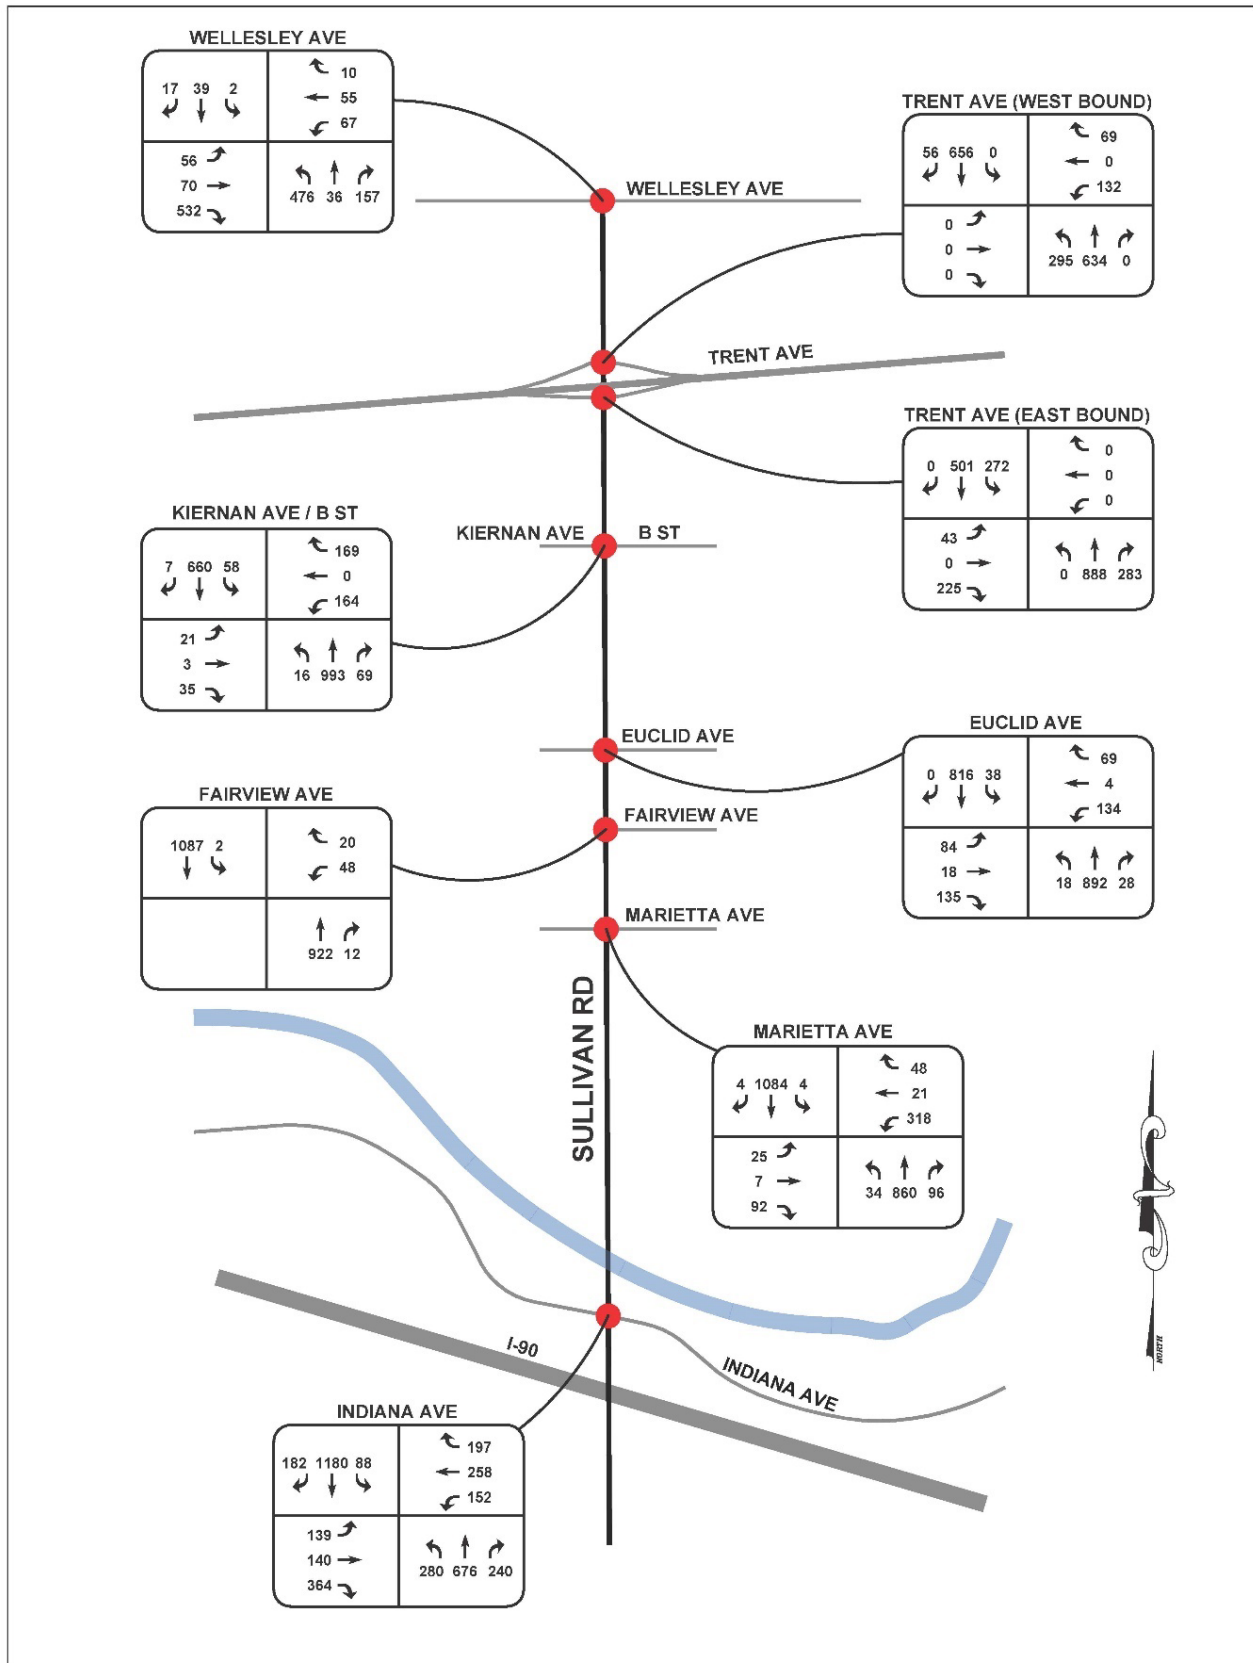 WELLESLEY AVE
17 39 2
10
55
67
56
70
532
476 36 157
TRENT AVE (WEST BOUND)
56 656 0
69
0
132
0
0
0
295 634 0
WELLESLEY AVE
TRENT AVE
TRENT AVE (EAST BOUND)
0 501 272
0
0
0
43
0
225
0 888 283
KIERNAN AVE / B ST
7 660 58
169
0
164
21
3
35
16 993 69
KIERNAN AVE B ST
EUCLID AVE
EUCLID AVE
0 816 38
69
4
134
84
18
135
18 892 28
FAIRVIEW AVE
1087 2
20
48
922 12
FAIRVIEW AVE
MARIETTA AVE
SULLIVAN RD
MARIETTA AVE
4 1084 4
48
21
318
25
7
92
34 860 96
NORTH
I-90
INDIANA AVE
INDIANA AVE
182 1180 88
197
258
152
139
140
364
280 676 240